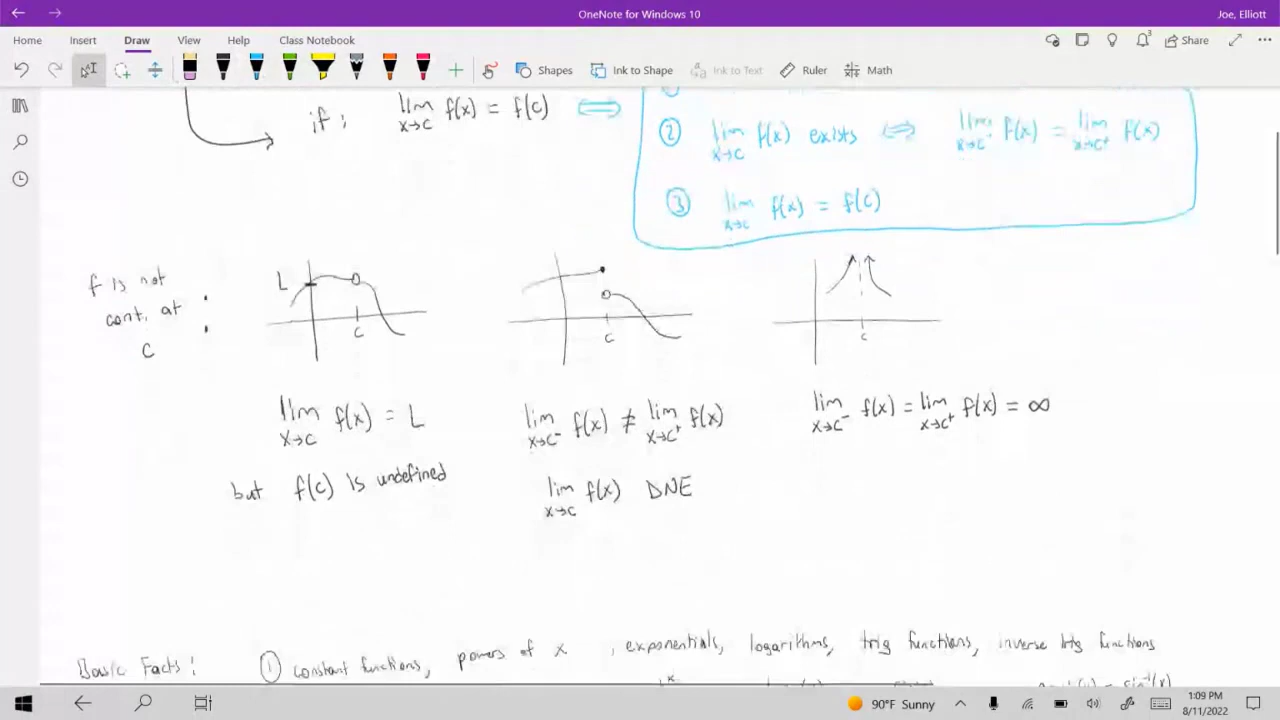 OneNote for Windows 10
Joe, Elliott
Home Insert Draw View Help Class Notebook
Share
Shapes Ink to Shape Ink to Text Ruler Math
if: lim x→c f(x) = f(c) ⟺
② lim x→c f(x) exists ⟺ lim x→c⁻ f(x) = lim x→c⁺ f(x)
③ lim x→c f(x) = f(c)
f is not
cont. at :
c
L
c
c
c
lim x→c f(x) = L
but f(c) is undefined
lim x→c⁻ f(x) ≠ lim x→c⁺ f(x)
lim x→c f(x) DNE
lim x→c⁻ f(x) = lim x→c⁺ f(x) = ∞
Basic Facts: ① constant functions, powers of x, exponentials, logarithms, trig functions, inverse trig functions
90°F Sunny
1:09 PM
8/11/2022